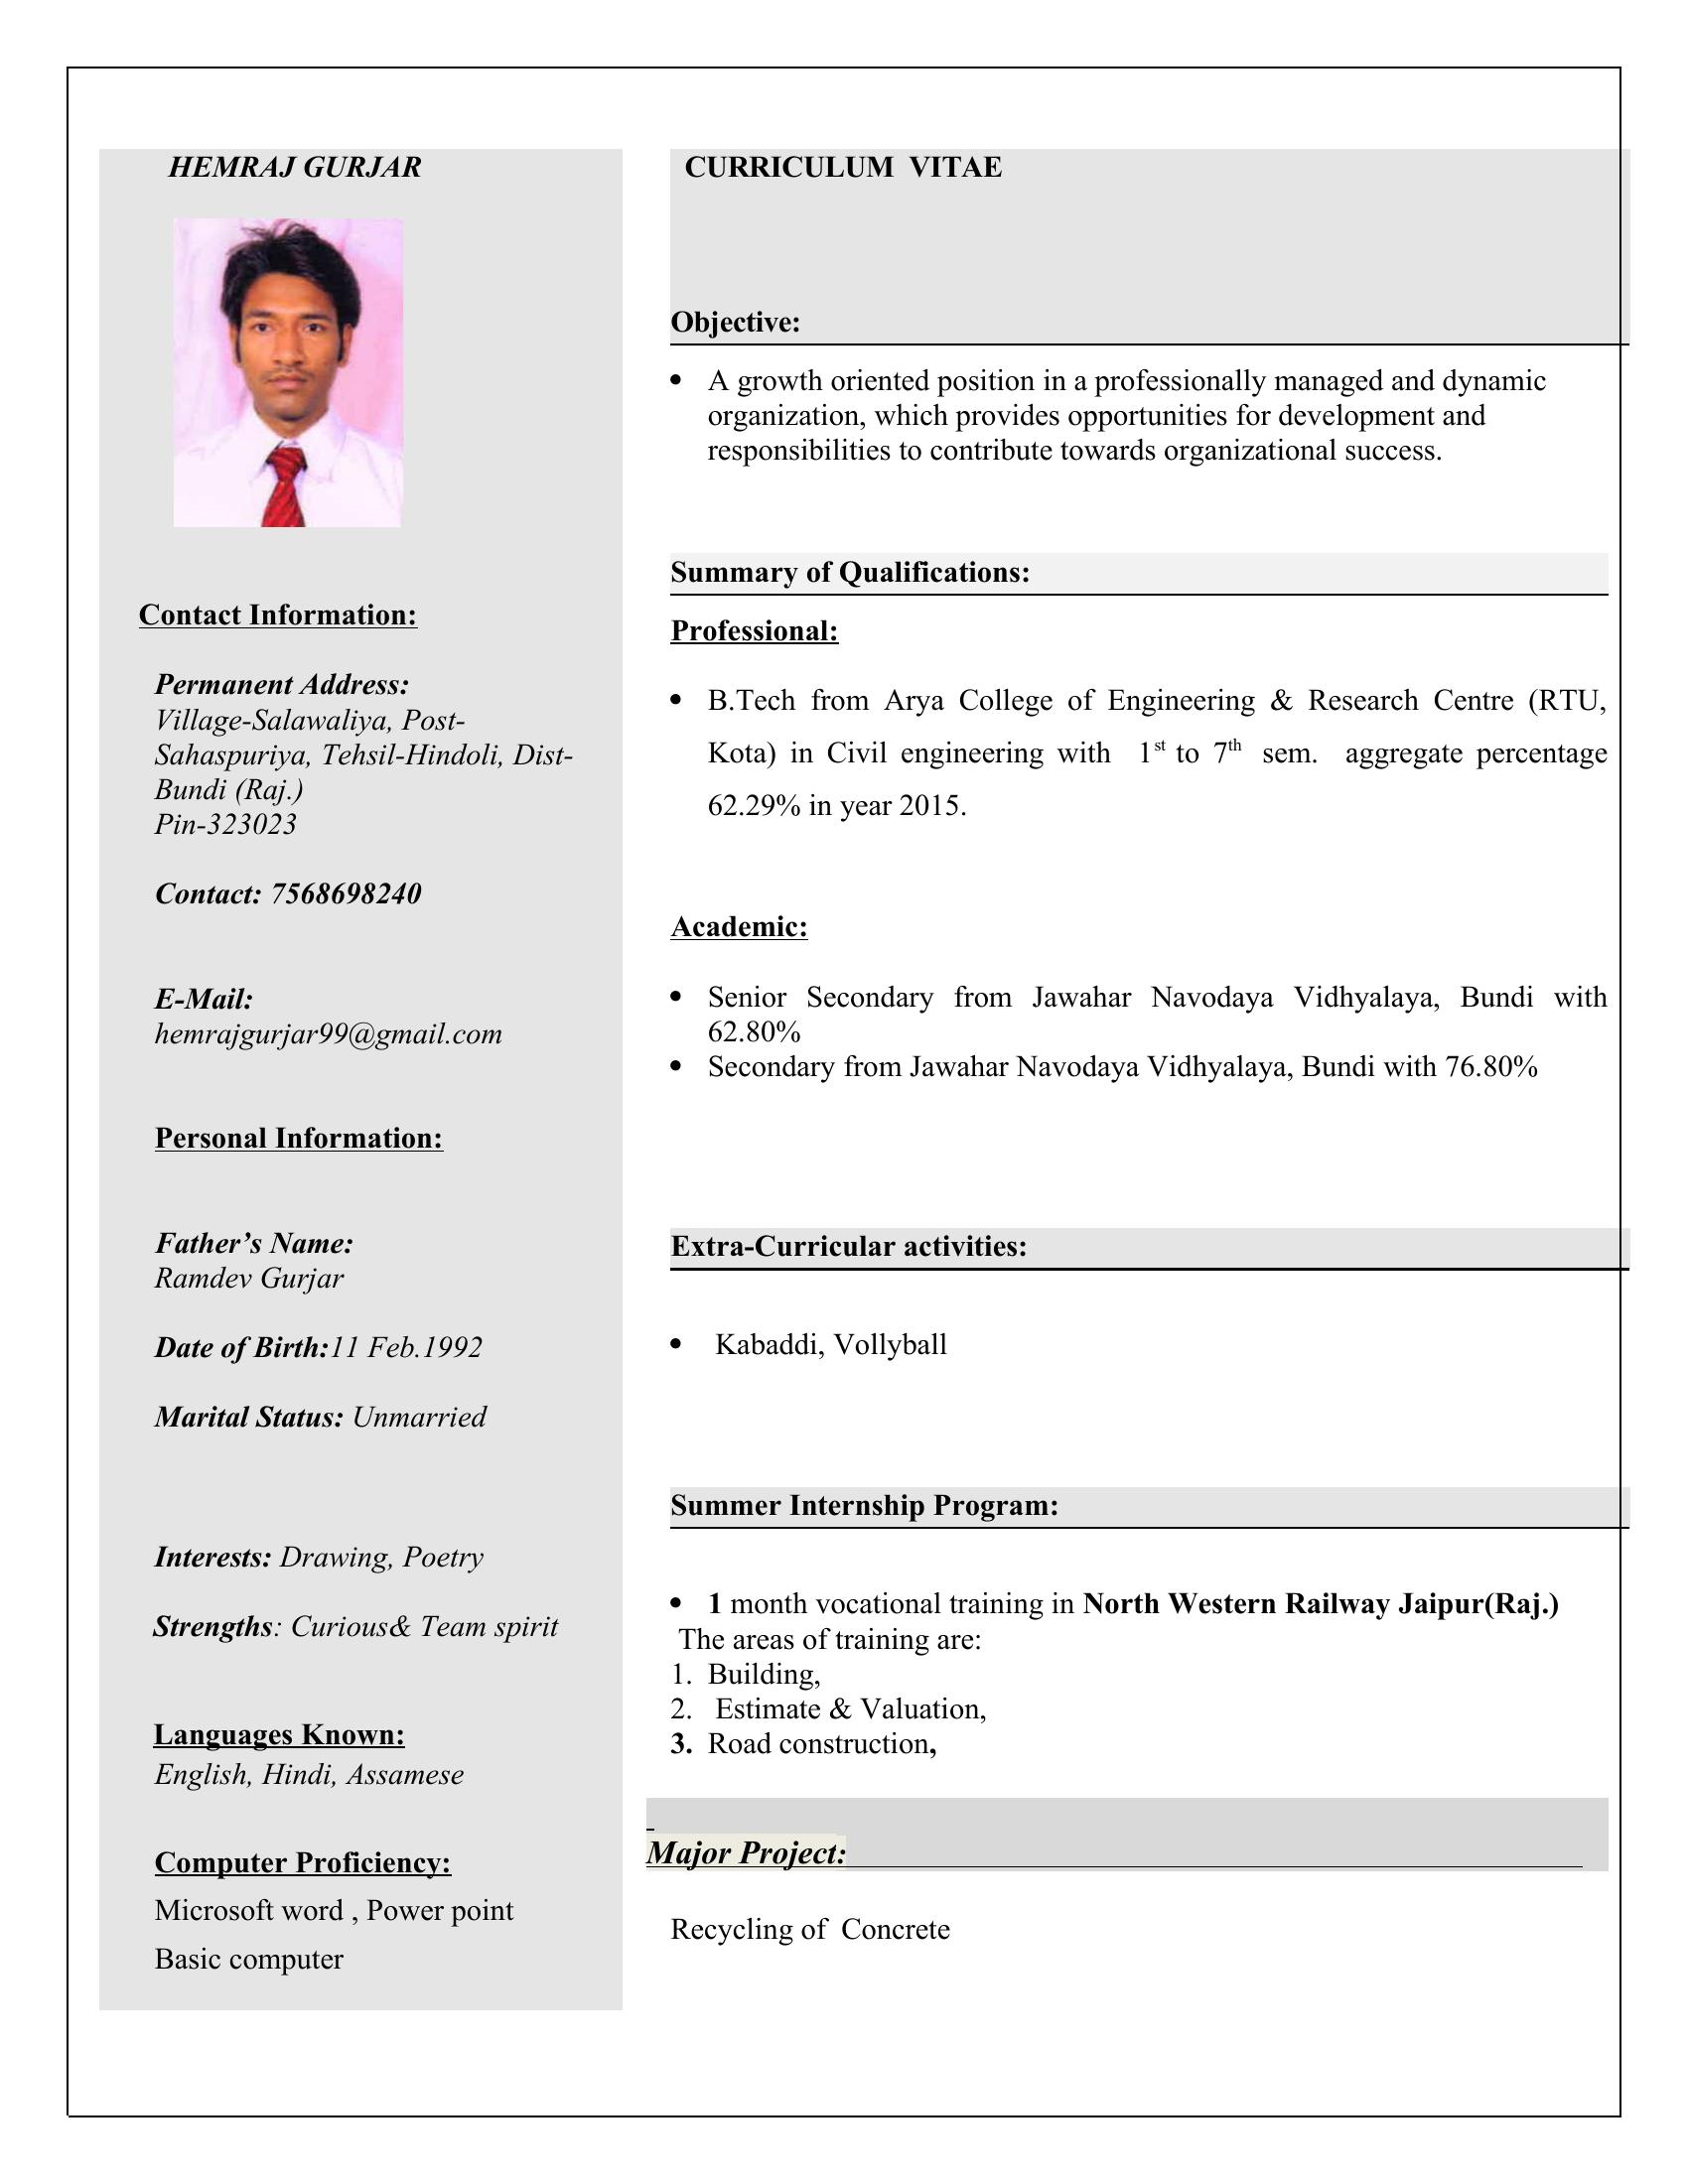 HEMRAJ GURJAR
Contact Information:
Permanent Address:
Village-Salawaliya, Post-
Sahaspuriya, Tehsil-Hindoli, Dist-
Bundi (Raj.)
Pin-323023
Contact: 7568698240
E-Mail:
hemrajgurjar99@gmail.com
Personal Information:
Father’s Name:
Ramdev Gurjar
Date of Birth:11 Feb.1992
Marital Status: Unmarried
Interests: Drawing, Poetry
Strengths: Curious& Team spirit
Languages Known:
English, Hindi, Assamese
Computer Proficiency:
Microsoft word , Power point
Basic computer
CURRICULUM  VITAE
Objective:
• A growth oriented position in a professionally managed and dynamic
organization, which provides opportunities for development and
responsibilities to contribute towards organizational success.
Summary of Qualifications:
Professional:
• B.Tech from Arya College of Engineering & Research Centre (RTU,
Kota) in Civil engineering with 1st to 7th sem. aggregate percentage
62.29% in year 2015.
Academic:
• Senior Secondary from Jawahar Navodaya Vidhyalaya, Bundi with
62.80%
• Secondary from Jawahar Navodaya Vidhyalaya, Bundi with 76.80%
Extra-Curricular activities:
• Kabaddi, Vollyball
Summer Internship Program:
• 1 month vocational training in North Western Railway Jaipur(Raj.)
The areas of training are:
1. Building,
2. Estimate & Valuation,
3. Road construction,
Major Project:
Recycling of  Concrete